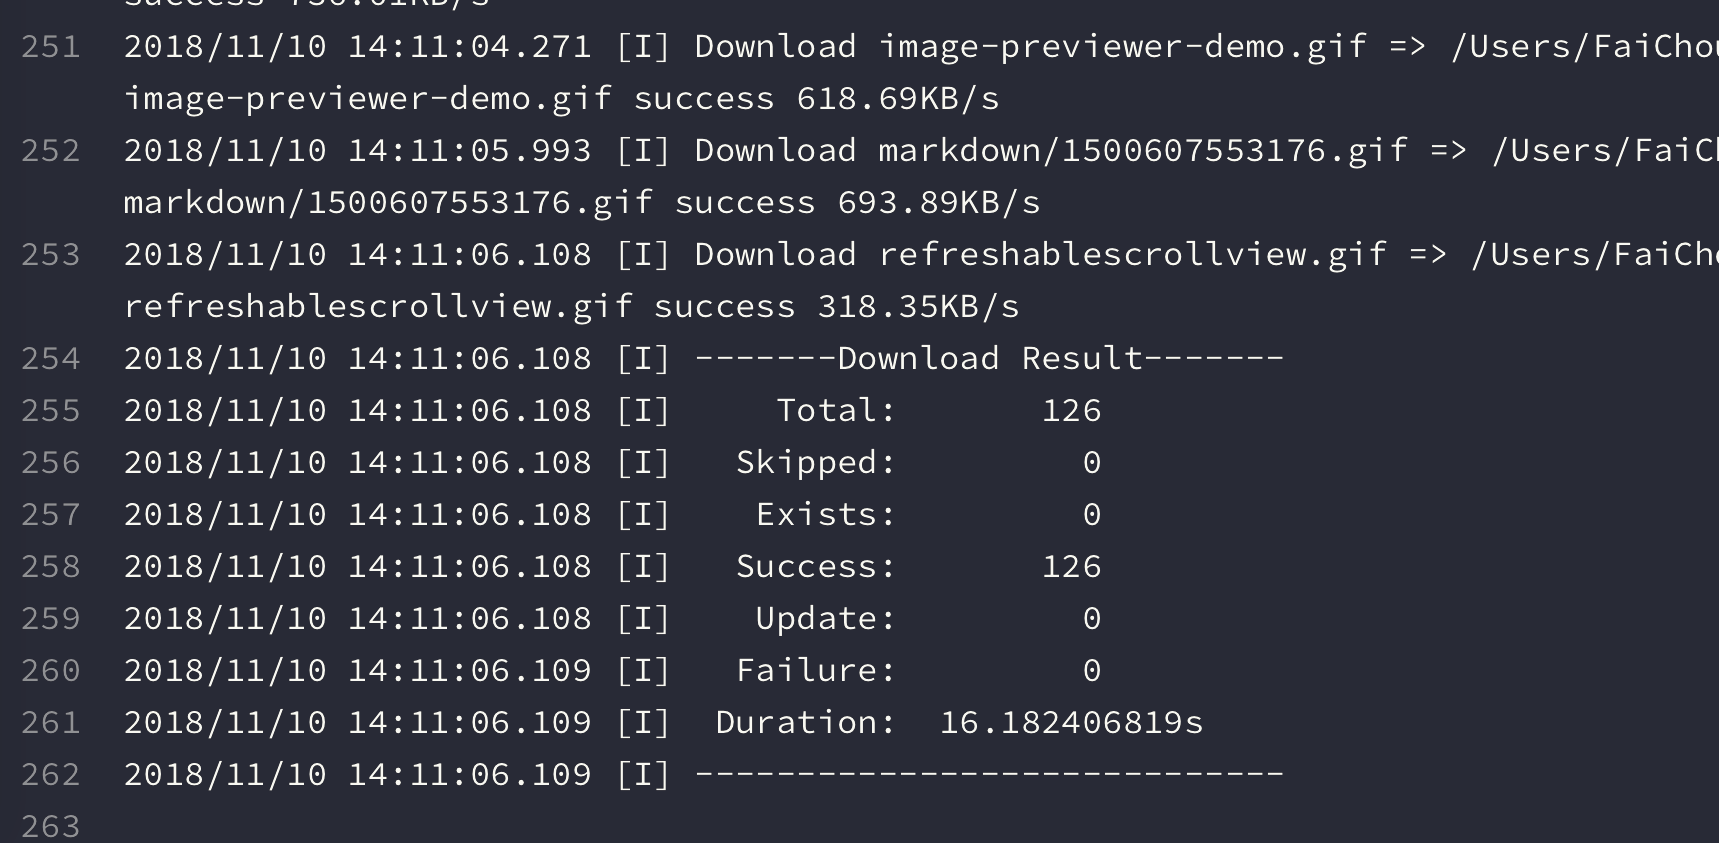 251 2018/11/10 14:11:04.271 [I] Download image-previewer-demo.gif => /Users/FaiChou
image-previewer-demo.gif success 618.69KB/s
252 2018/11/10 14:11:05.993 [I] Download markdown/1500607553176.gif => /Users/FaiCh
markdown/1500607553176.gif success 693.89KB/s
253 2018/11/10 14:11:06.108 [I] Download refreshablescrollview.gif => /Users/FaiCho
refreshablescrollview.gif success 318.35KB/s
254 2018/11/10 14:11:06.108 [I] -------Download Result-------
255 2018/11/10 14:11:06.108 [I] Total: 126
256 2018/11/10 14:11:06.108 [I] Skipped: 0
257 2018/11/10 14:11:06.108 [I] Exists: 0
258 2018/11/10 14:11:06.108 [I] Success: 126
259 2018/11/10 14:11:06.108 [I] Update: 0
260 2018/11/10 14:11:06.109 [I] Failure: 0
261 2018/11/10 14:11:06.109 [I] Duration: 16.182406819s
262 2018/11/10 14:11:06.109 [I] -----------------------------
263